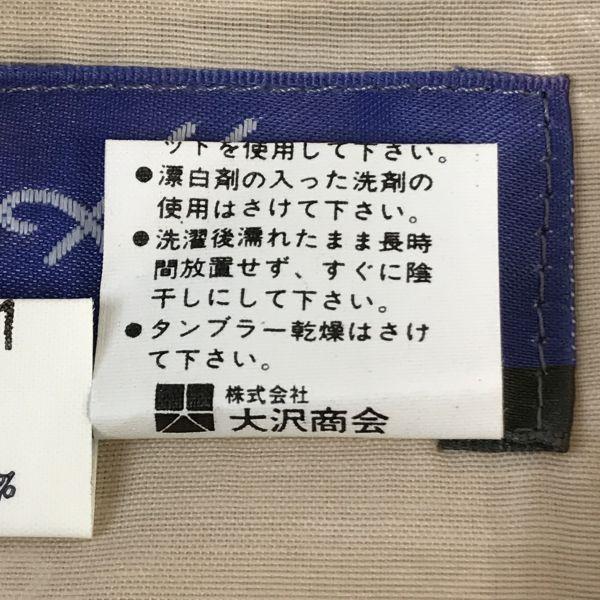 ットを使用して下さい。
●漂白剤の入った洗剤の
使用はさけて下さい。
●洗濯後濡れたまま長時
間放置せず、すぐに陰
干しにして下さい。
●タンブラー乾燥はさけ
て下さい。
株式会社
大沢商会
1
%